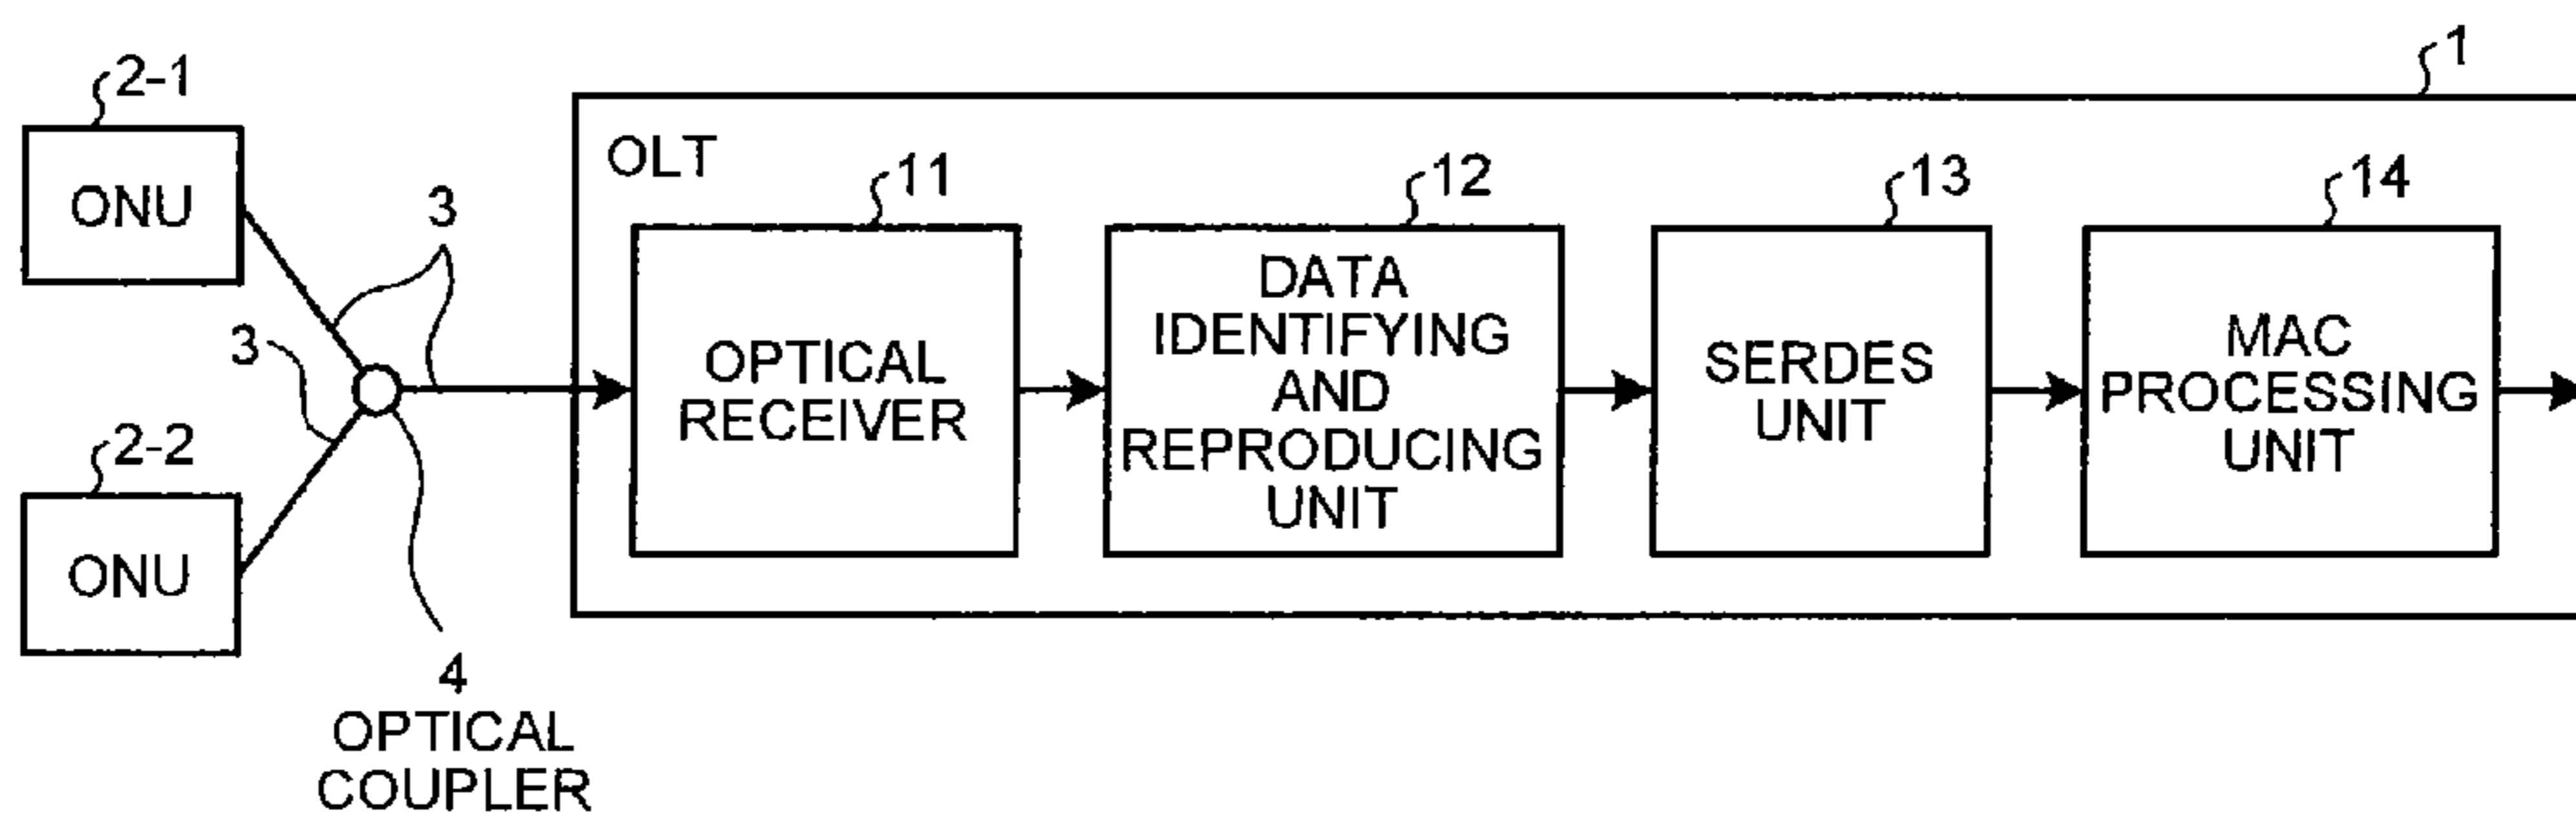 1
2-1
OLT
11
12
13
14
ONU
3
DATA
IDENTIFYING
AND
REPRODUCING
UNIT
OPTICAL
RECEIVER
SERDES
UNIT
MAC
PROCESSING
UNIT
3
2-2
ONU
4
OPTICAL
COUPLER